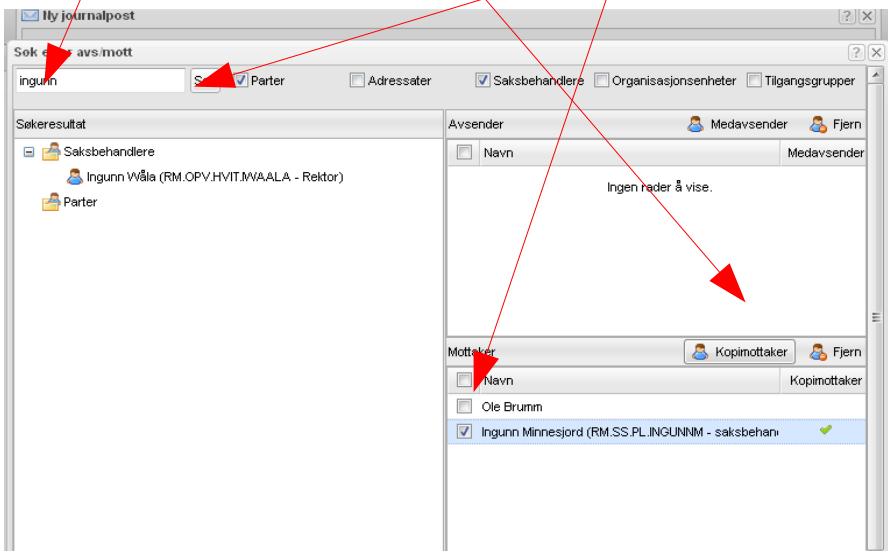 Ny journalpost
Søk etter avs/mott
ingunn
Parter
Adressater
Saksbehandlere
Organisasjonsenheter
Tilgangsgrupper
Søkeresultat
Saksbehandlere
Ingunn Wåla (RM.OPV.HVIT.IWAALA - Rektor)
Parter
Avsender
Medavsender
Fjern
Navn
Medavsender
Ingen rader å vise.
Mottaker
Kopimottaker
Fjern
Navn
Kopimottaker
Ole Brumm
Ingunn Minnesjord (RM.SS.PL.INGUNNM - saksbehan